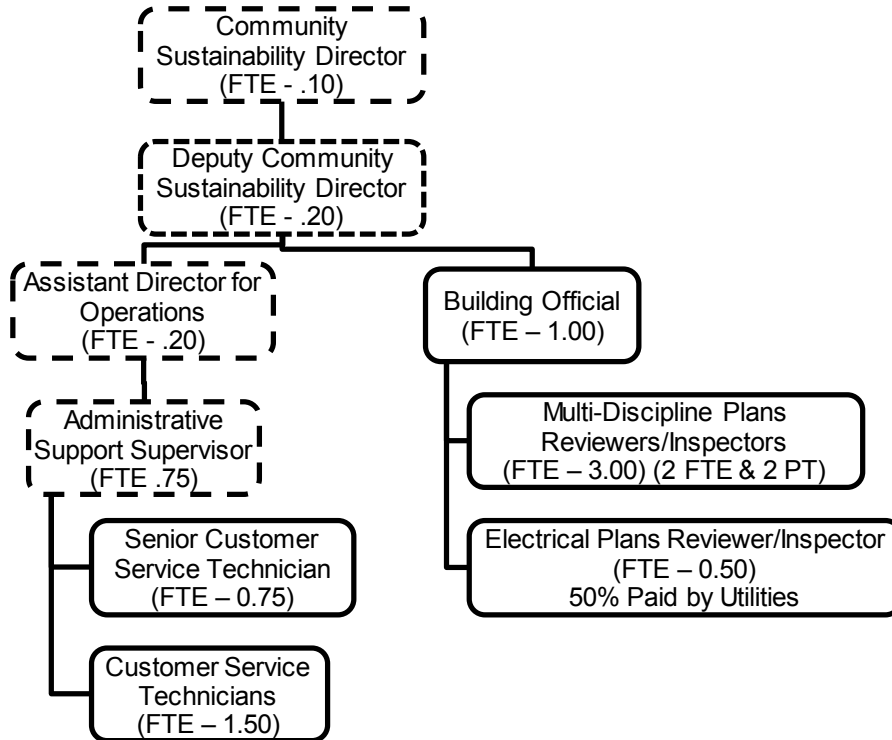 Community
Sustainability Director
(FTE - .10)
Deputy Community
Sustainability Director
(FTE - .20)
Assistant Director for
Operations
(FTE - .20)
Building Official
(FTE – 1.00)
Administrative
Support Supervisor
(FTE .75)
Multi-Discipline Plans
Reviewers/Inspectors
(FTE – 3.00) (2 FTE & 2 PT)
Senior Customer
Service Technician
(FTE – 0.75)
Electrical Plans Reviewer/Inspector
(FTE – 0.50)
50% Paid by Utilities
Customer Service
Technicians
(FTE – 1.50)